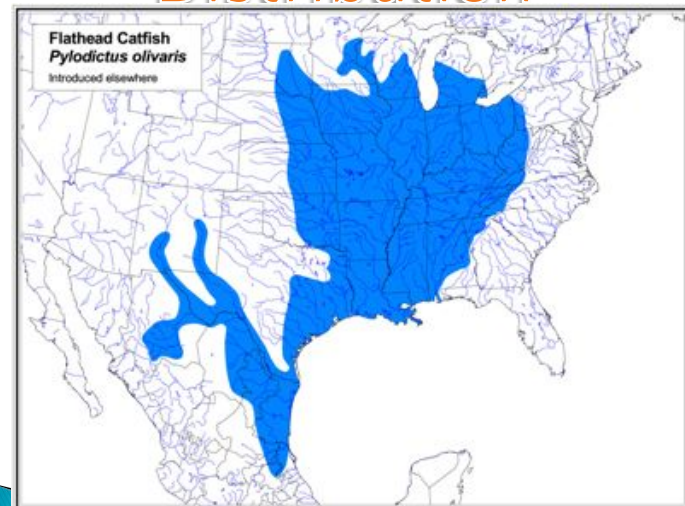 Flathead Catfish
Pylodictus olivaris
Introduced elsewhere